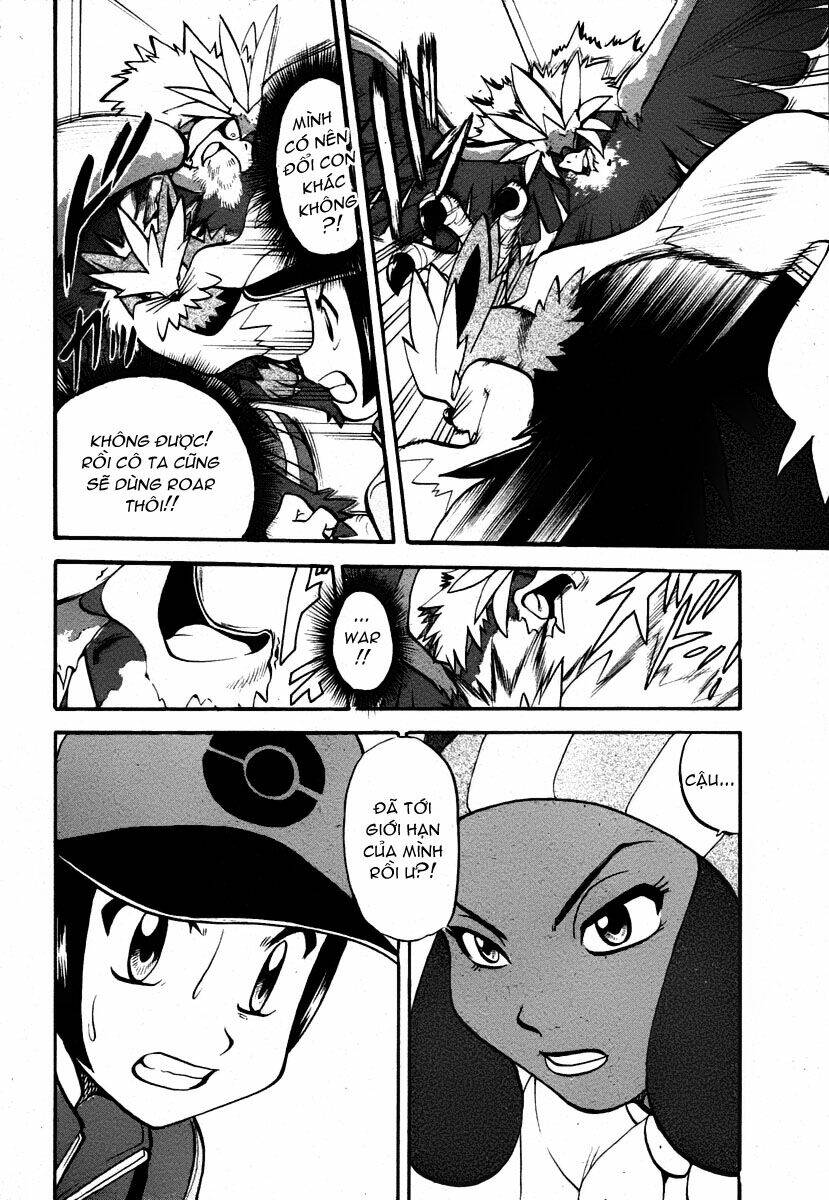 MÌNH
CÓ NÊN
ĐỔI CON
KHÁC
KHÔNG
?!
KHÔNG ĐƯỢC!
RỒI CÔ TA CŨNG
SẼ DÙNG ROAR
THÔI!!
...
WAR
!!
CẬU...
ĐÃ TỚI
GIỚI HẠN
CỦA MÌNH
RỒI Ư?!